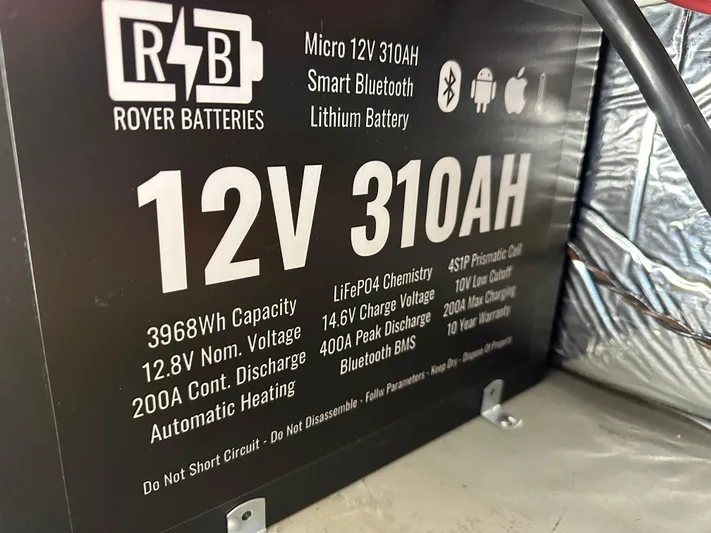 R B
ROYER BATTERIES
Micro 12V 310AH
Smart Bluetooth
Lithium Battery
12V 310AH
3968Wh Capacity
12.8V Nom. Voltage
200A Cont. Discharge
Automatic Heating
LiFePO4 Chemistry
14.6V Charge Voltage
400A Peak Discharge
Bluetooth BMS
4S1P Prismatic Cell
10V Low Cutoff
200A Max Charging
10 Year Warranty
Do Not Short Circuit - Do Not Disassemble - Follw Parameters - Keep Dry - Dispose Of Properly